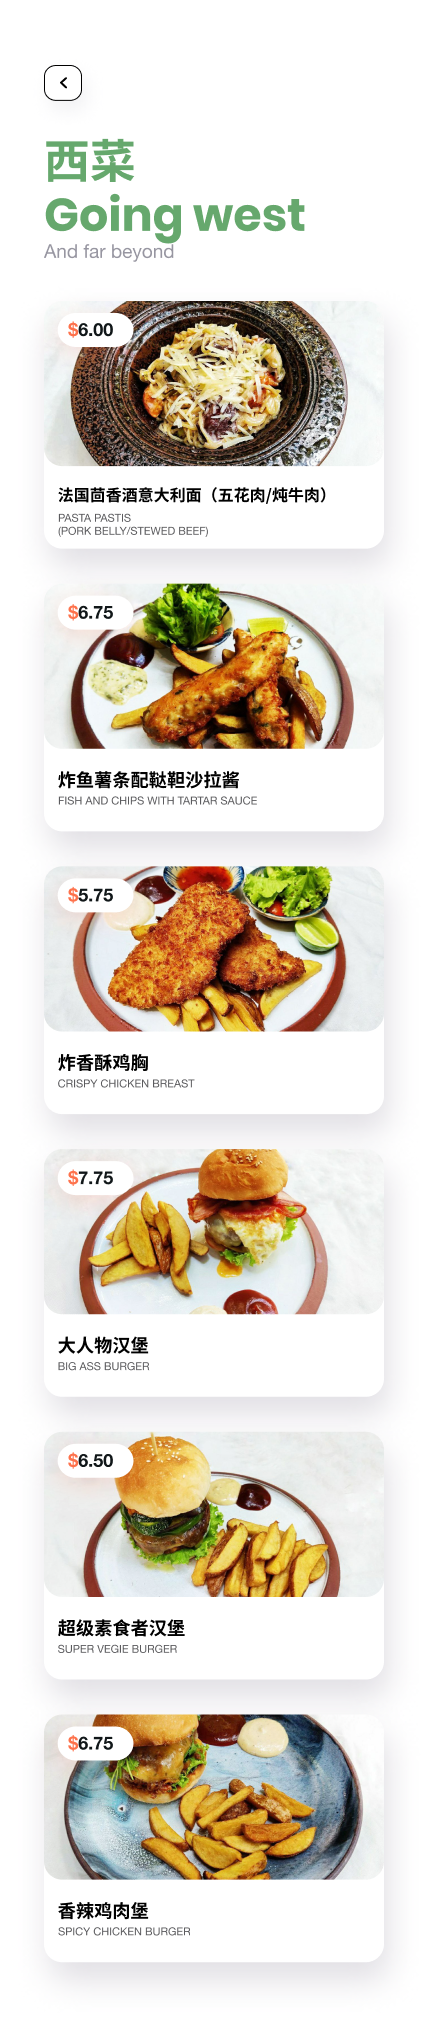 西菜
Going west
And far beyond
$6.00
法国茴香酒意大利面（五花肉/炖牛肉）
PASTA PASTIS
(PORK BELLY/STEWED BEEF)
$6.75
炸鱼薯条配鞑靼沙拉酱
FISH AND CHIPS WITH TARTAR SAUCE
$5.75
炸香酥鸡胸
CRISPY CHICKEN BREAST
$7.75
大人物汉堡
BIG ASS BURGER
$6.50
超级素食者汉堡
SUPER VEGIE BURGER
$6.75
香辣鸡肉堡
SPICY CHICKEN BURGER